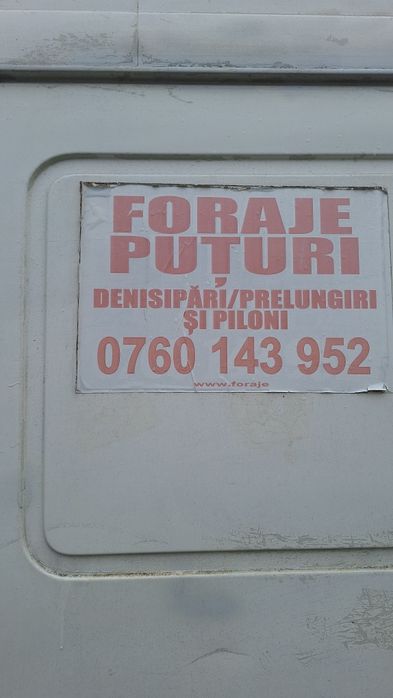 FORAJE
PUȚURI
DENISIPĂRI/PRELUNGIRI
ȘI PILONI
0760 143 952
www.foraje